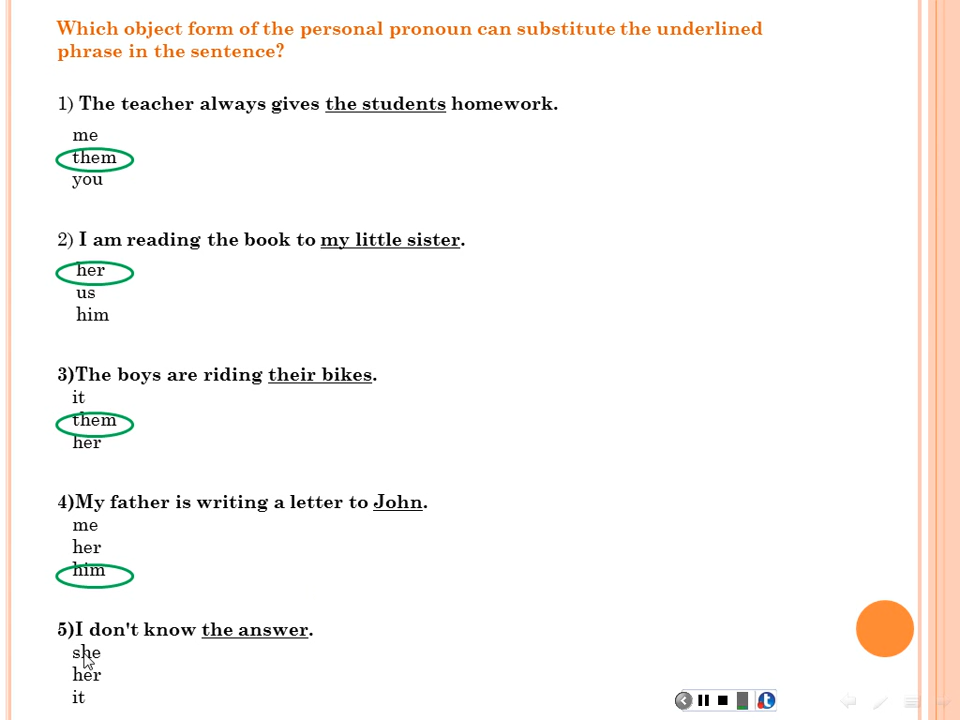 Which object form of the personal pronoun can substitute the underlined
phrase in the sentence?
1) The teacher always gives the students homework.
me
them
you
2) I am reading the book to my little sister.
her
us
him
3)The boys are riding their bikes.
it
them
her
4)My father is writing a letter to John.
me
her
him
5)I don't know the answer.
she
her
it